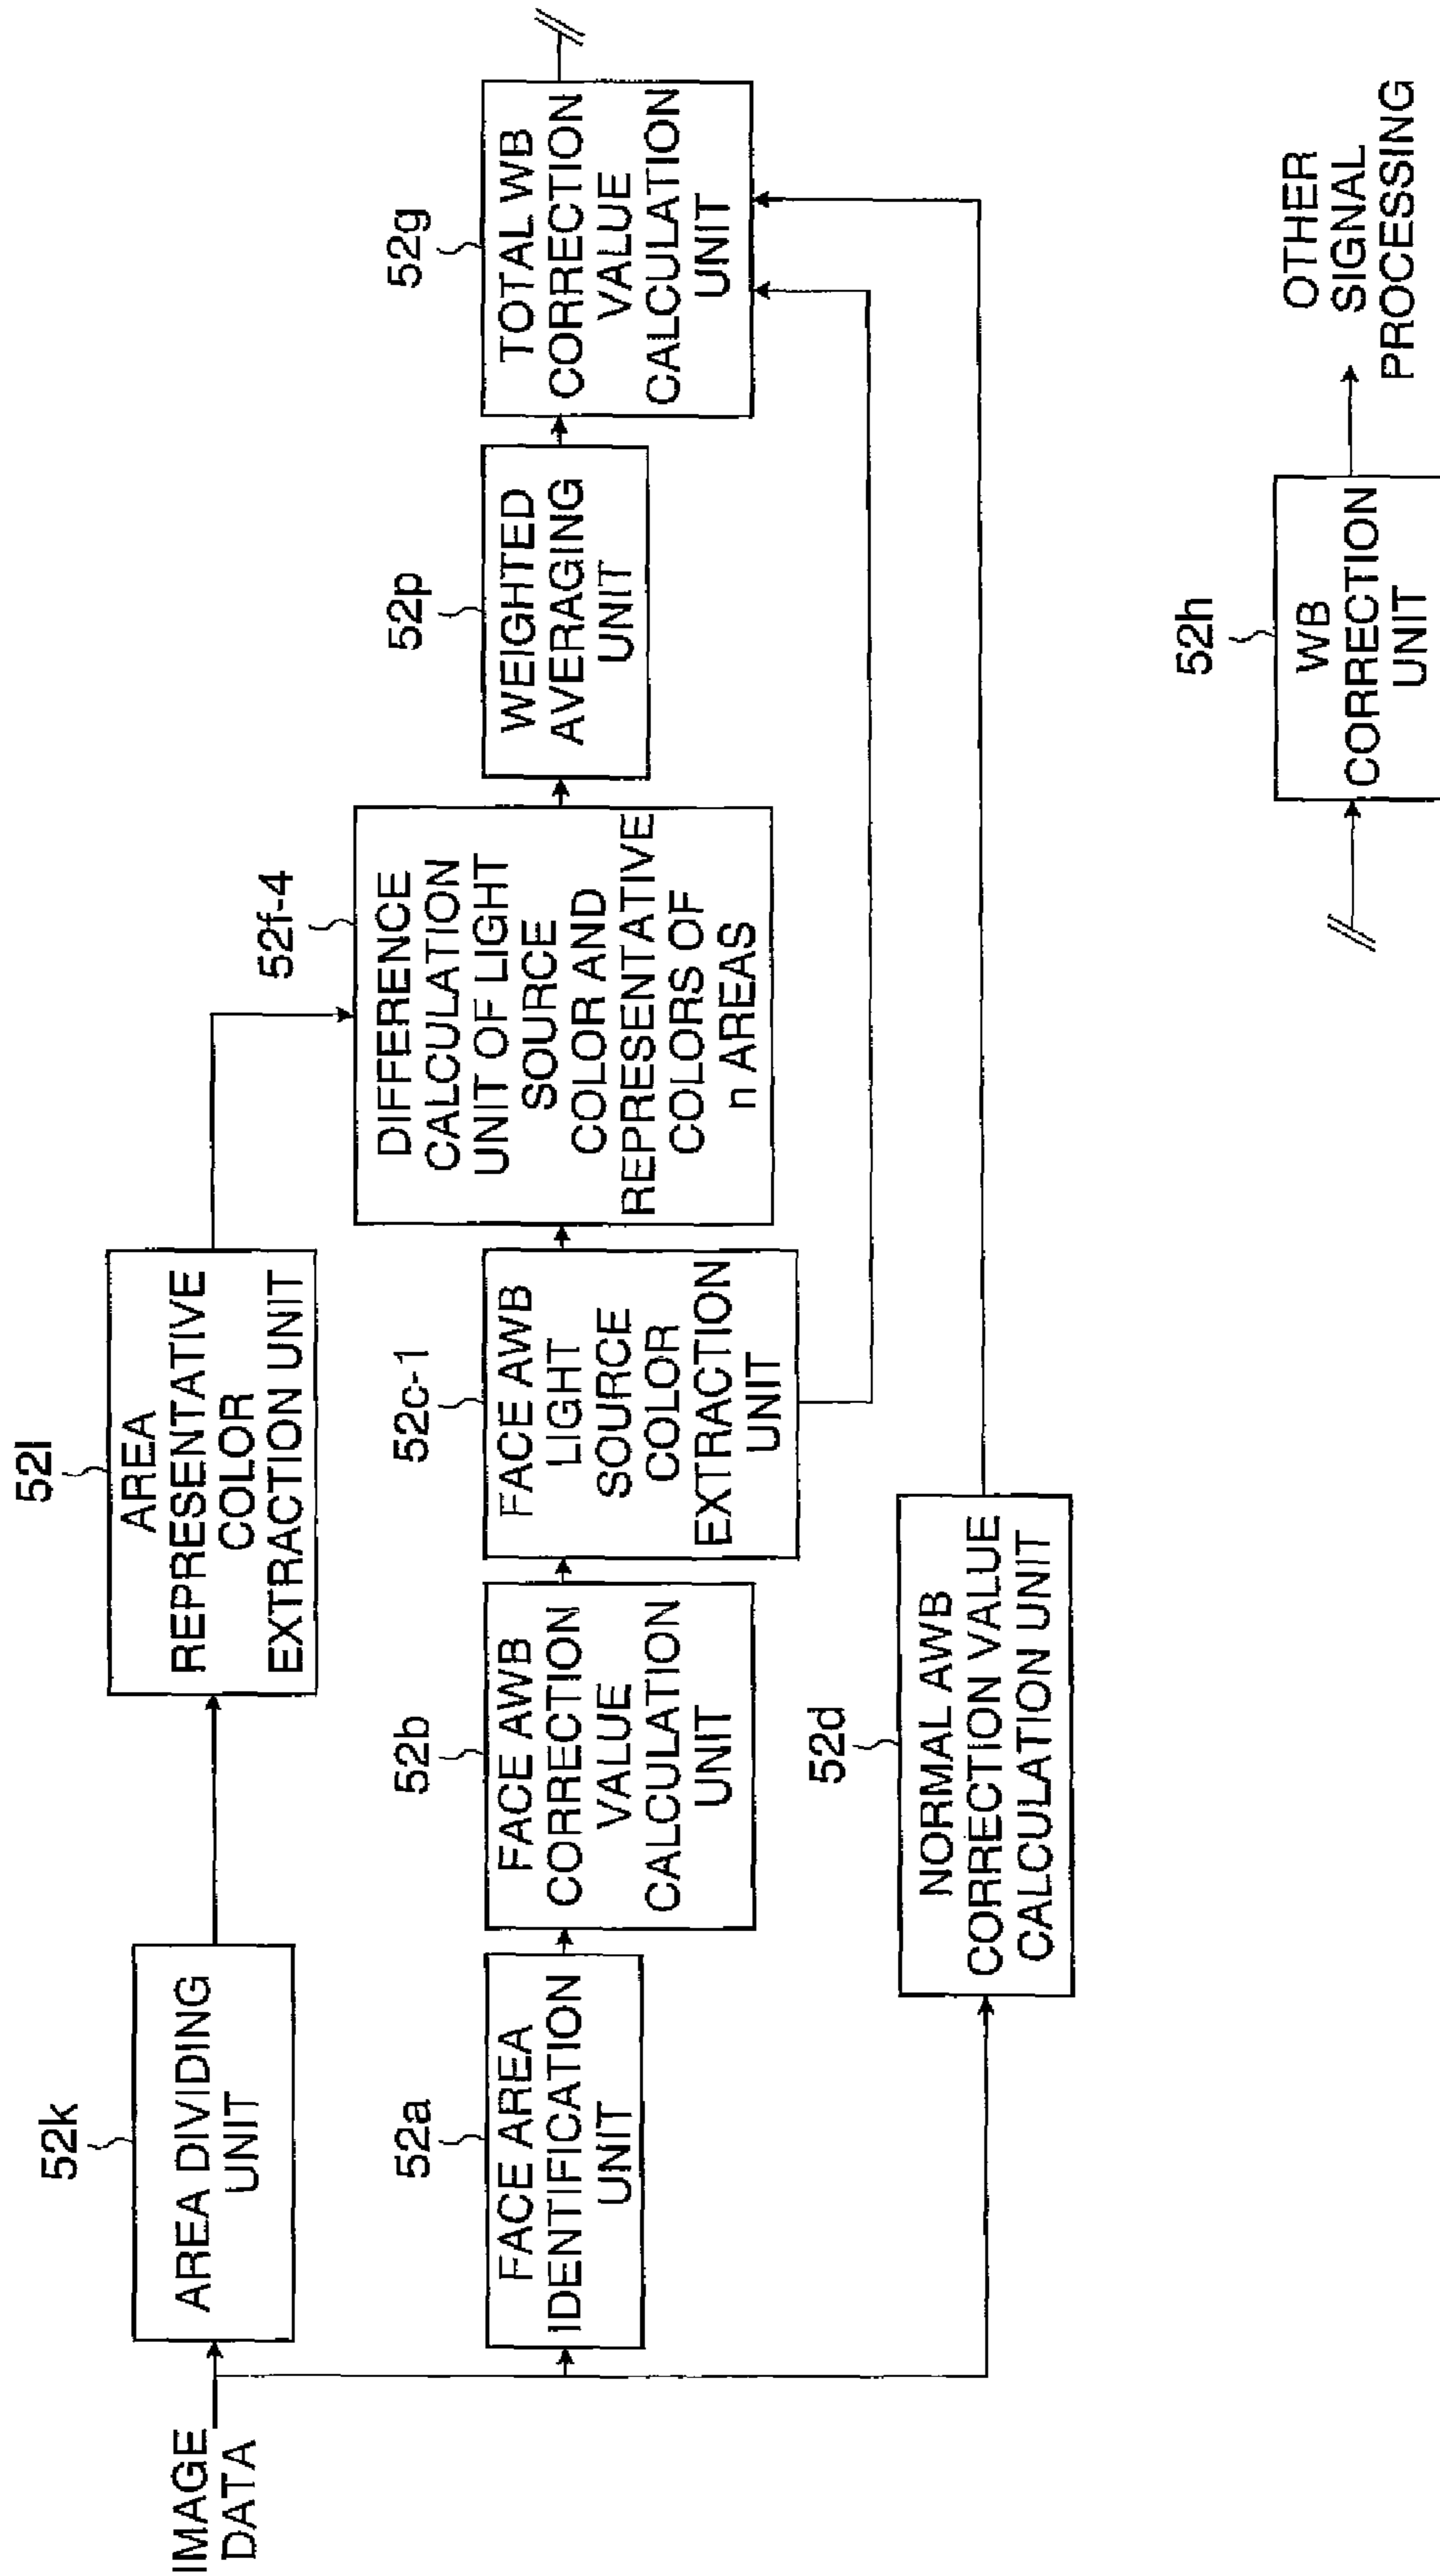 IMAGE
DATA
52k
AREA DIVIDING
UNIT
52l
AREA
REPRESENTATIVE
COLOR
EXTRACTION UNIT
52a
FACE AREA
IDENTIFICATION
UNIT
52b
FACE AWB
CORRECTION
VALUE
CALCULATION
UNIT
52c-1
FACE AWB
LIGHT
SOURCE
COLOR
EXTRACTION
UNIT
52f-4
DIFFERENCE
CALCULATION
UNIT OF LIGHT
SOURCE
COLOR AND
REPRESENTATIVE
COLORS OF
n AREAS
52p
WEIGHTED
AVERAGING
UNIT
52g
TOTAL WB
CORRECTION
VALUE
CALCULATION
UNIT
52d
NORMAL AWB
CORRECTION VALUE
CALCULATION UNIT
52h
WB
CORRECTION
UNIT
OTHER
SIGNAL
PROCESSING